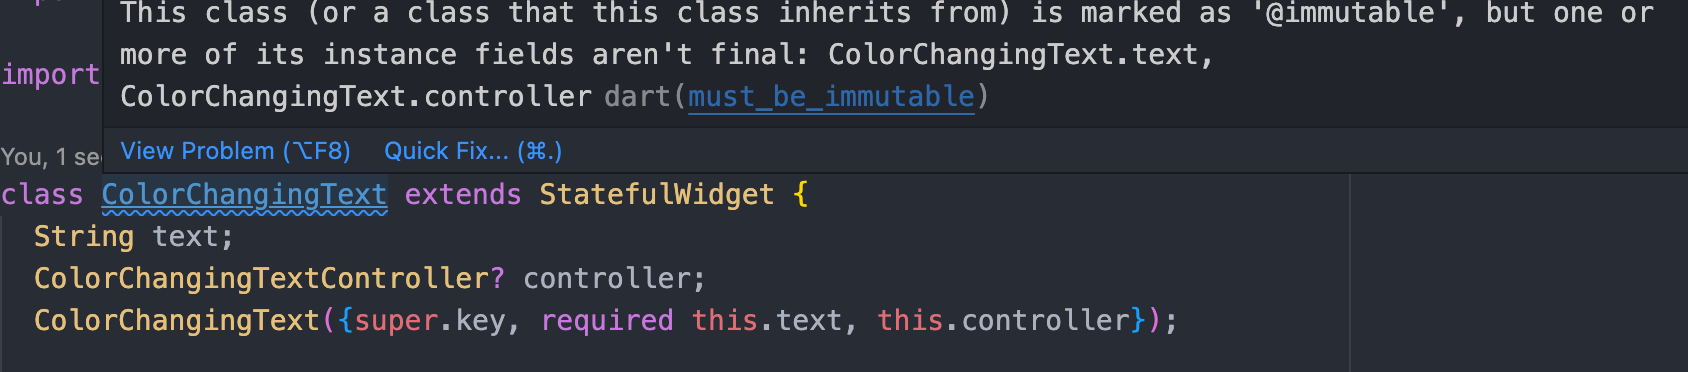 This class (or a class that this class inherits from) is marked as '@immutable', but one or
more of its instance fields aren't final: ColorChangingText.text,
import
ColorChangingText.controller dart(must_be_immutable)
View Problem (⌥F8) Quick Fix... (⌘.)
You, 1 se
class ColorChangingText extends StatefulWidget {
String text;
ColorChangingTextController? controller;
ColorChangingText({super.key, required this.text, this.controller});